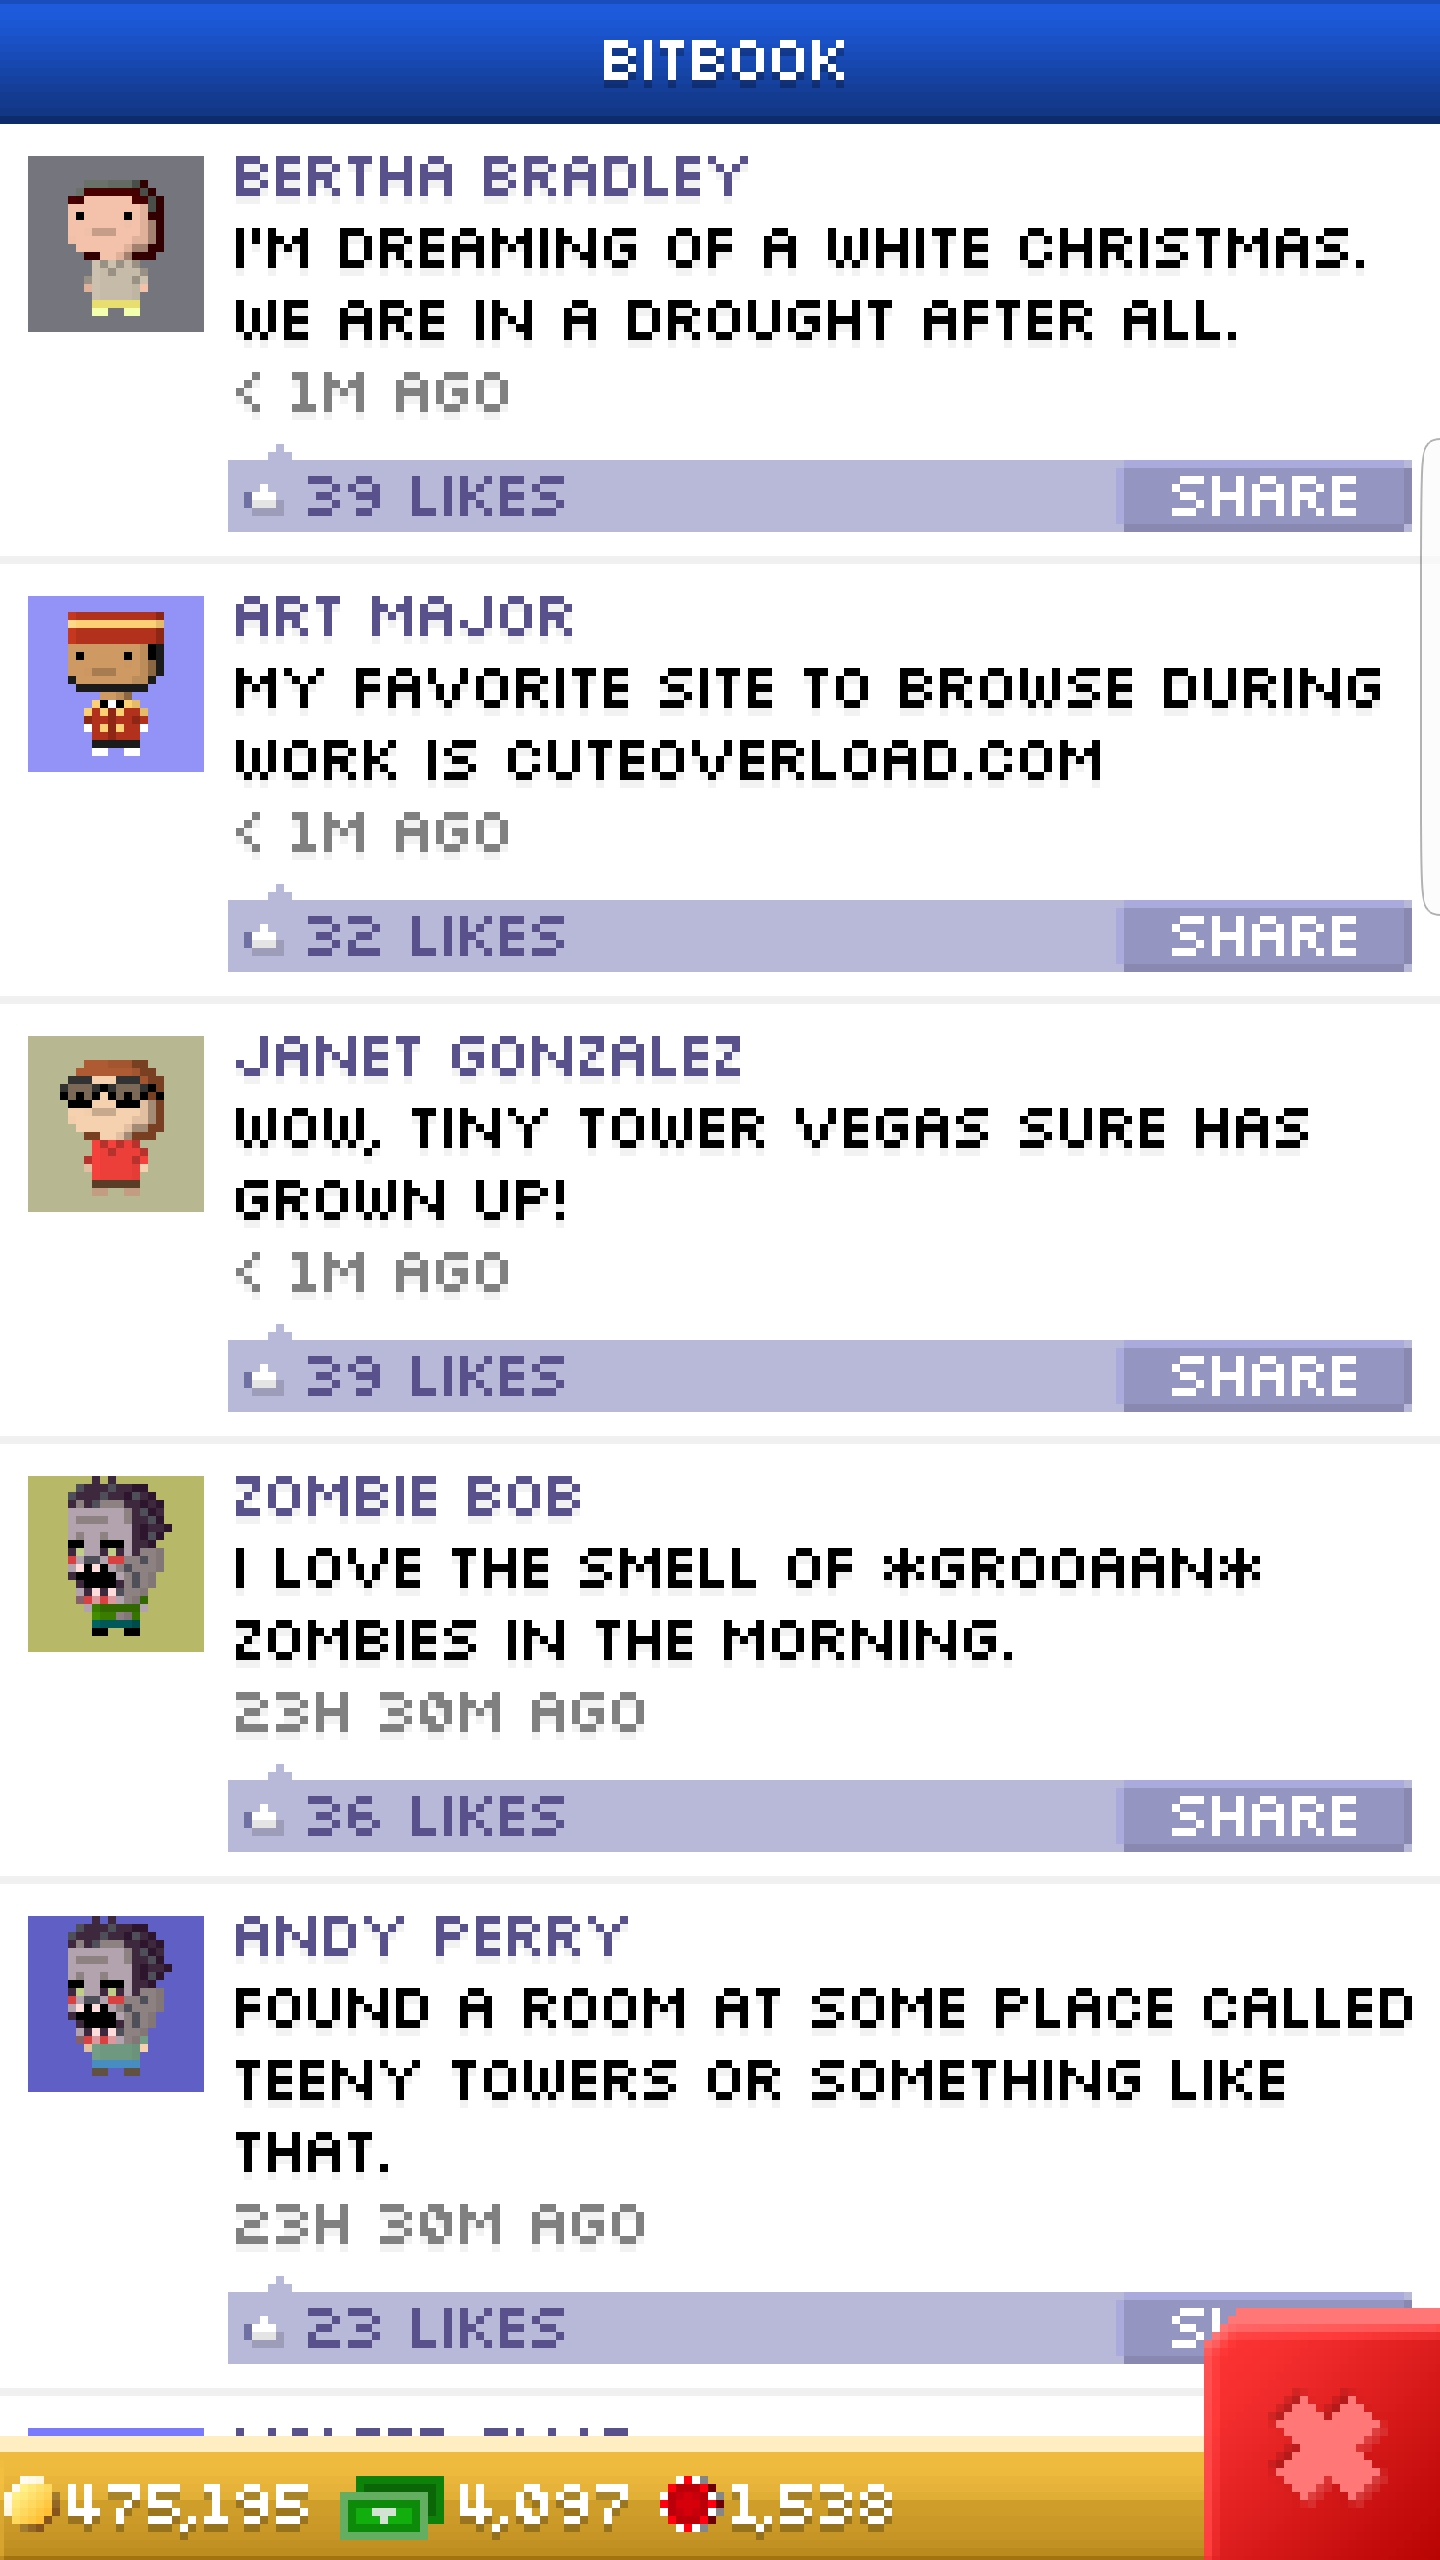 BITBOOK
BERTHA BRADLEY
I'M DREAMING OF A WHITE CHRISTMAS.
WE ARE IN A DROUGHT AFTER ALL.
< 1M AGO
39 LIKES
SHARE
ART MAJOR
MY FAVORITE SITE TO BROWSE DURING
WORK IS CUTEOVERLOAD.COM
< 1M AGO
32 LIKES
SHARE
JANET GONZALEZ
WOW, TINY TOWER VEGAS SURE HAS
GROWN UP!
< 1M AGO
39 LIKES
SHARE
ZOMBIE BOB
I LOVE THE SMELL OF *GROOAAN*
ZOMBIES IN THE MORNING.
23H 30M AGO
36 LIKES
SHARE
ANDY PERRY
FOUND A ROOM AT SOME PLACE CALLED
TEENY TOWERS OR SOMETHING LIKE
THAT.
23H 30M AGO
23 LIKES
475,195 4,097 1,538